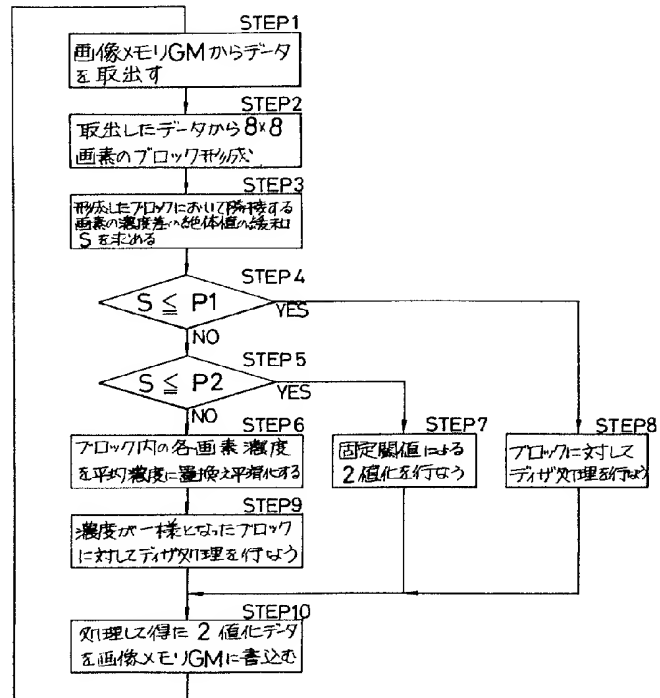 STEP1
画像メモリGMからデータ
を取出す
STEP2
取出したデータから8×8
画素のブロック形成
STEP3
形成したブロックにおいて隣接する
画素の濃度差の絶対値の総和
Sを求める
STEP4
S ≦ P1
YES
NO
STEP5
S ≦ P2
YES
NO
STEP6
ブロック内の各画素濃度
を平均濃度に置換え平滑化する
STEP7
固定閾値による
2値化を行なう
STEP8
ブロックに対して
ディザ処理を行なう
STEP9
濃度が一様となったブロック
に対してディザ処理を行なう
STEP10
処理して得た2値化データ
を画像メモリGMに書込む